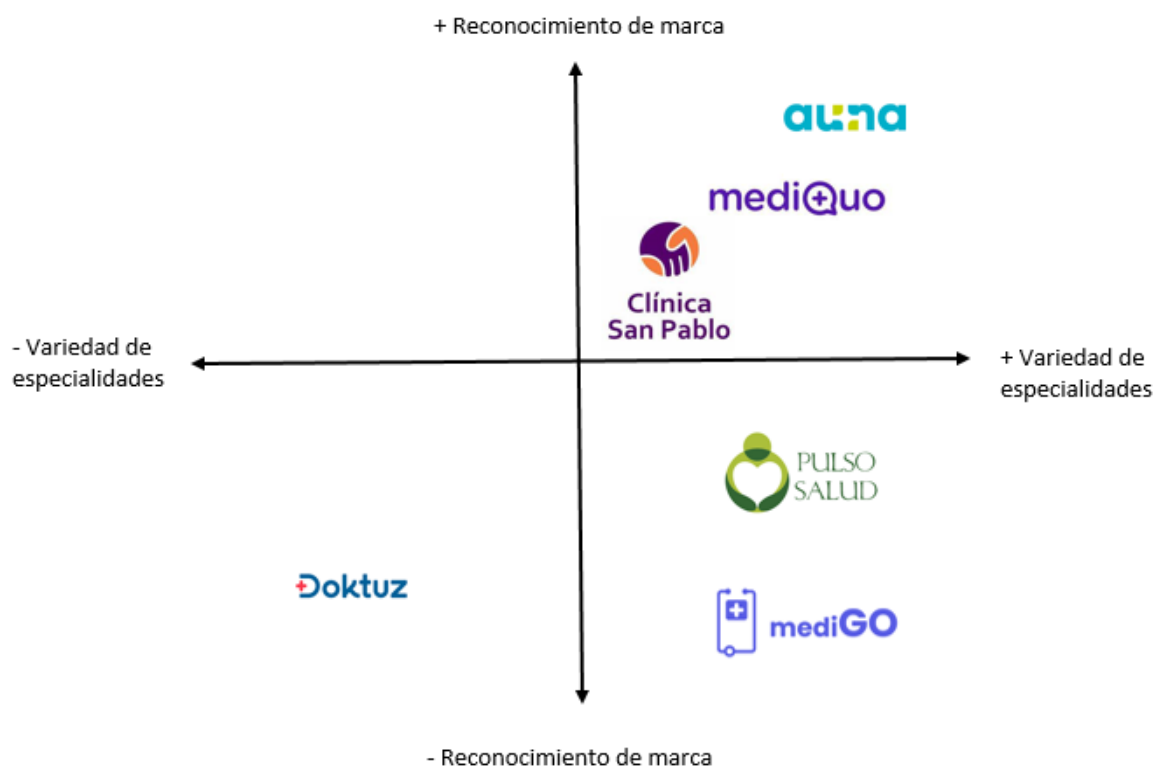 + Reconocimiento de marca
auna
mediQuo
Clínica
San Pablo
- Variedad de
especialidades
+ Variedad de
especialidades
PULSO
SALUD
Doktuz
mediGO
- Reconocimiento de marca